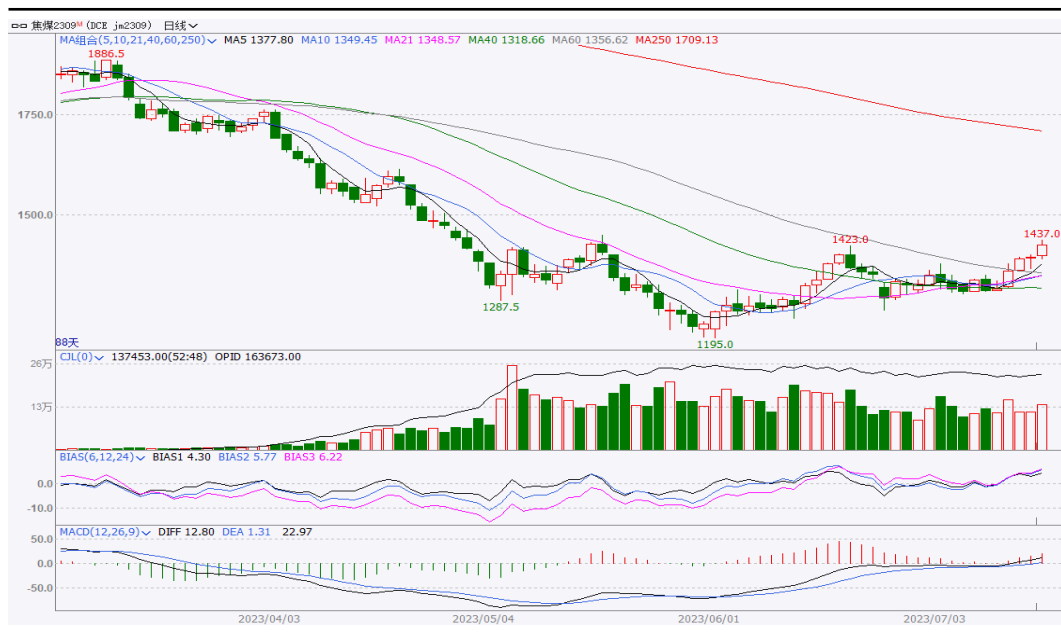 焦煤2309M (DCE jm2309) 日线
MA组合(5,10,21,40,60,250) MA5 1377.80 MA10 1349.45 MA21 1348.57 MA40 1318.66 MA60 1356.62 MA250 1709.13
1886.5
1750.0
1500.0
1423.0
1437.0
1287.5
1195.0
88天
CJL(0) 137453.00(52:48) OPID 163673.00
26万
13万
BIAS(6,12,24) BIAS1 4.30 BIAS2 5.77 BIAS3 6.22
0.0
-10.0
MACD(12,26,9) DIFF 12.80 DEA 1.31 22.97
50.0
0.0
-50.0
2023/04/03 2023/05/04 2023/06/01 2023/07/03